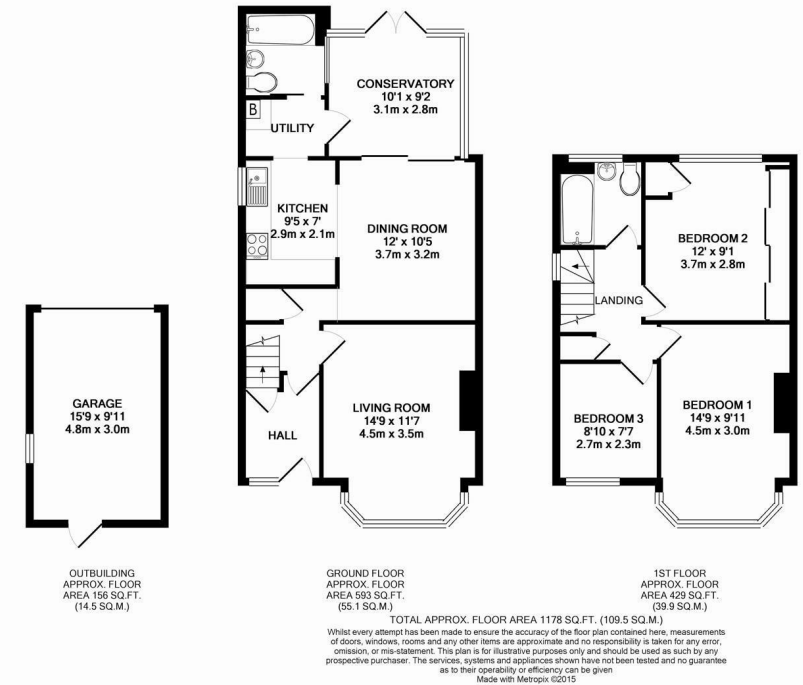 CONSERVATORY
10'1 x 9'2
3.1m x 2.8m
B
UTILITY
KITCHEN
9'5 x 7'
2.9m x 2.1m
DINING ROOM
12' x 10'5
3.7m x 3.2m
BEDROOM 2
12' x 9'1
3.7m x 2.8m
LANDING
GARAGE
15'9 x 9'11
4.8m x 3.0m
LIVING ROOM
14'9 x 11'7
4.5m x 3.5m
HALL
BEDROOM 3
8'10 x 7'7
2.7m x 2.3m
BEDROOM 1
14'9 x 9'11
4.5m x 3.0m
OUTBUILDING
APPROX. FLOOR
AREA 156 SQ.FT.
(14.5 SQ.M.)
GROUND FLOOR
APPROX. FLOOR
AREA 593 SQ.FT.
(55.1 SQ.M.)
1ST FLOOR
APPROX. FLOOR
AREA 429 SQ.FT.
(39.9 SQ.M.)
TOTAL APPROX. FLOOR AREA 1178 SQ.FT. (109.5 SQ.M.)
Whilst every attempt has been made to ensure the accuracy of the floor plan contained here, measurements
of doors, windows, rooms and any other items are approximate and no responsibility is taken for any error,
omission, or mis-statement. This plan is for illustrative purposes only and should be used as such by any
prospective purchaser. The services, systems and appliances shown have not been tested and no guarantee
as to their operability or efficiency can be given
Made with Metropix ©2015